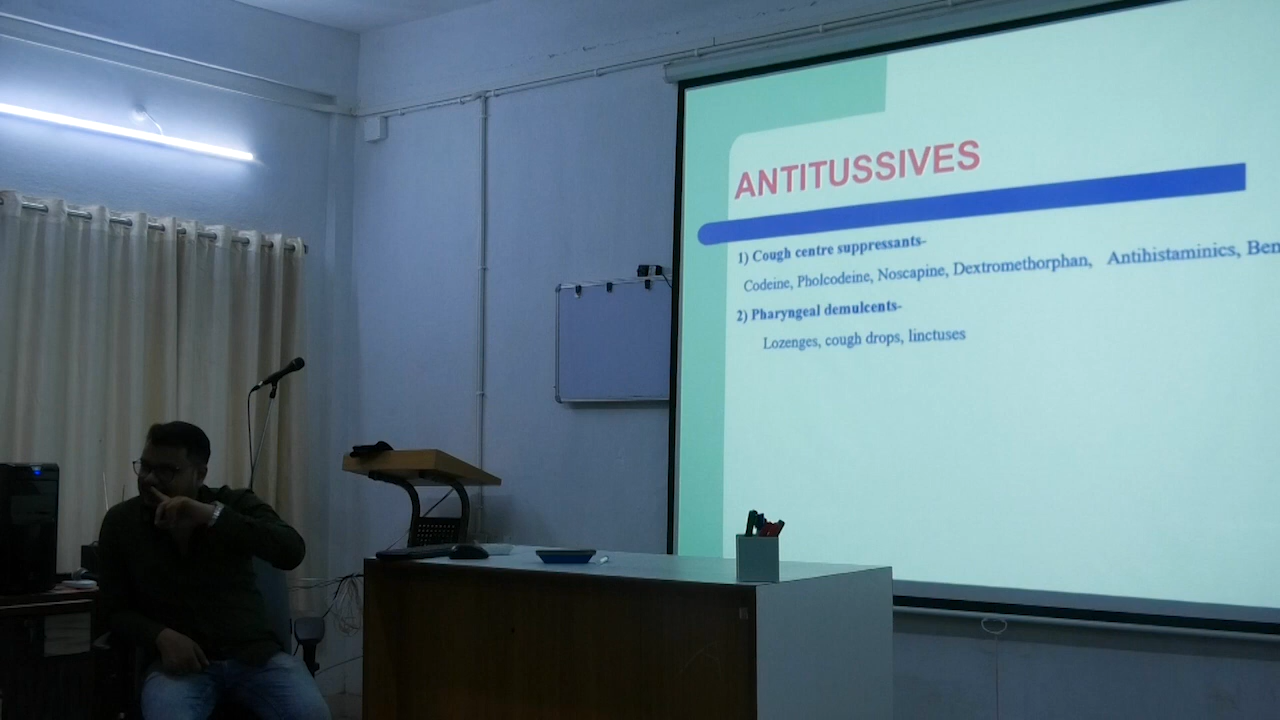 ANTITUSSIVES
1) Cough centre suppressants-
Codeine, Pholcodeine, Noscapine, Dextromethorphan, Antihistaminics,
2) Pharyngeal demulcents-
Lozenges, cough drops, linctuses